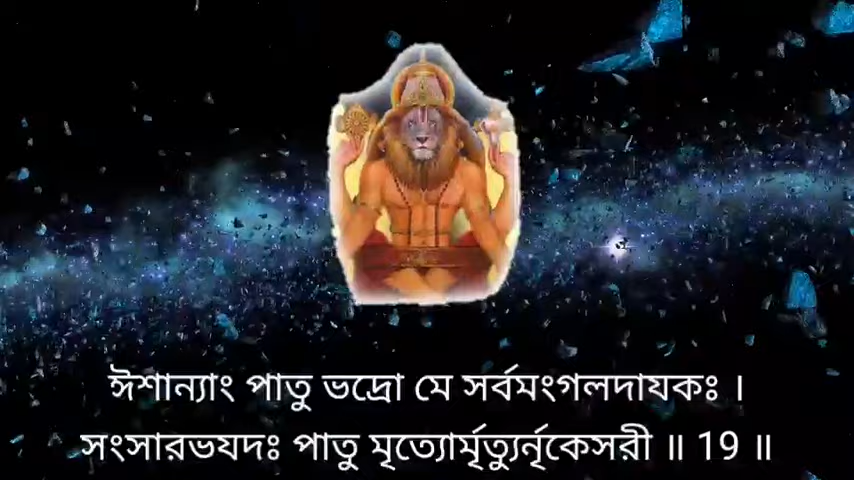 ঈশান্যাং পাতু ভদ্রো মে সর্বমংগলদাযকঃ ।
সংসারভযদঃ পাতু মৃত্যোর্মৃত্যুর্নৃকেসরী ॥ 19 ॥